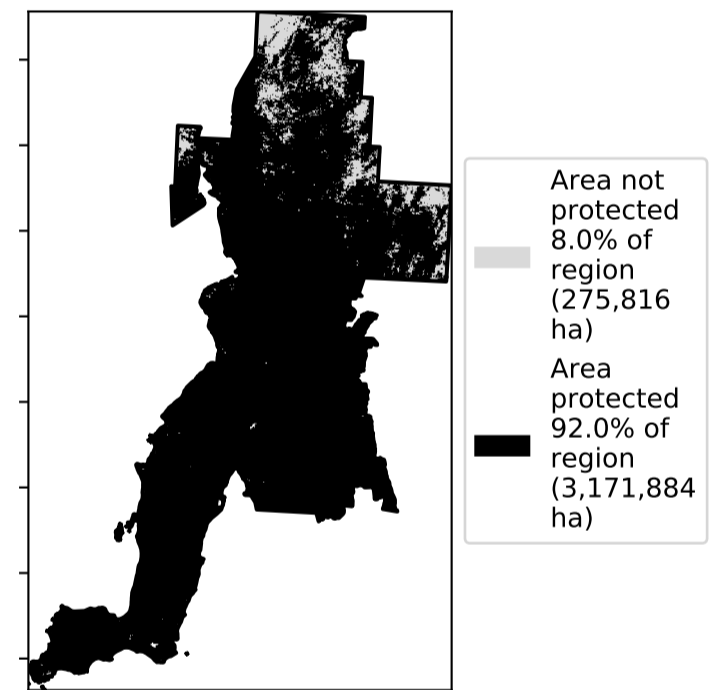 Area not
protected
8.0% of
region
(275,816
ha)
Area
protected
92.0% of
region
(3,171,884
ha)